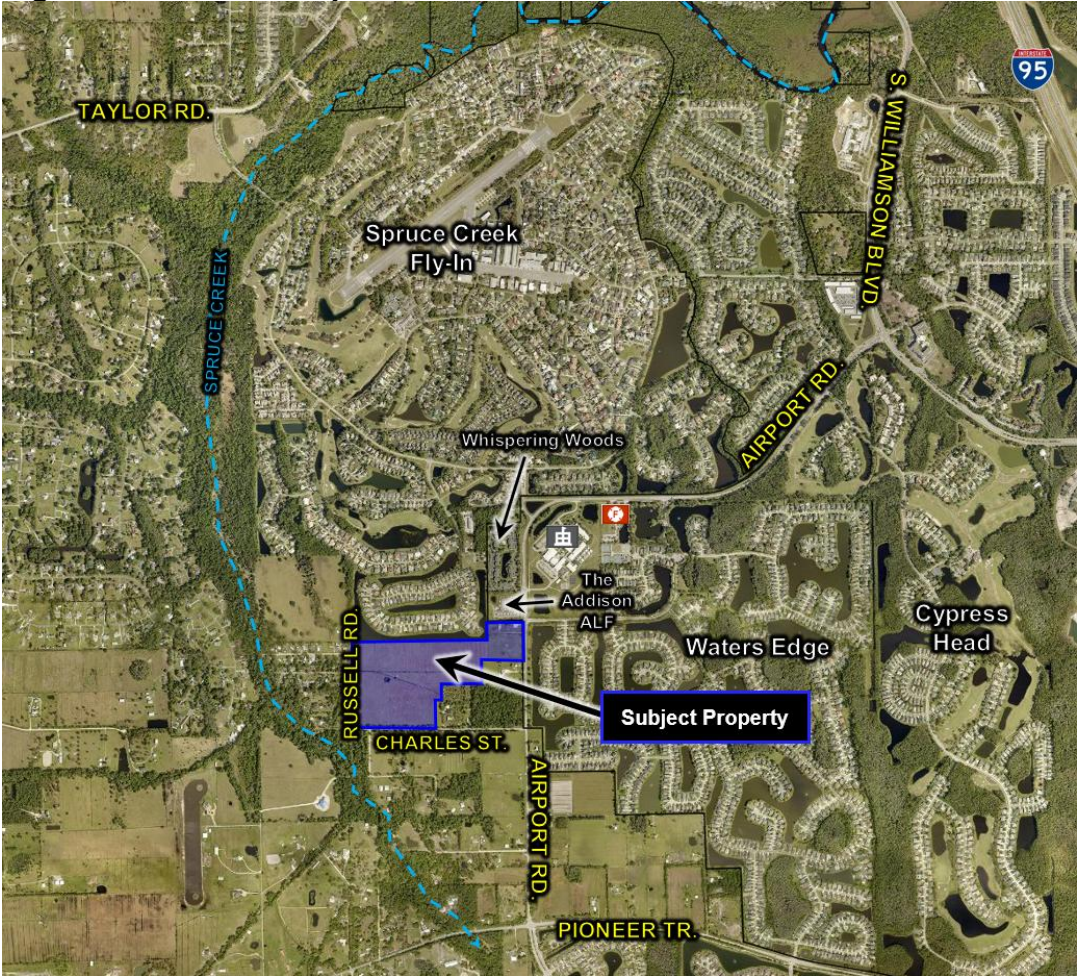 INTERSTATE
95
TAYLOR RD.
S. WILLIAMSON BLVD.
Spruce Creek
Fly-In
SPRUCE CREEK
AIRPORT RD.
Whispering Woods
F
The
Addison
ALF
Waters Edge
Cypress
Head
RUSSELL RD.
Subject Property
CHARLES ST.
AIRPORT RD.
PIONEER TR.